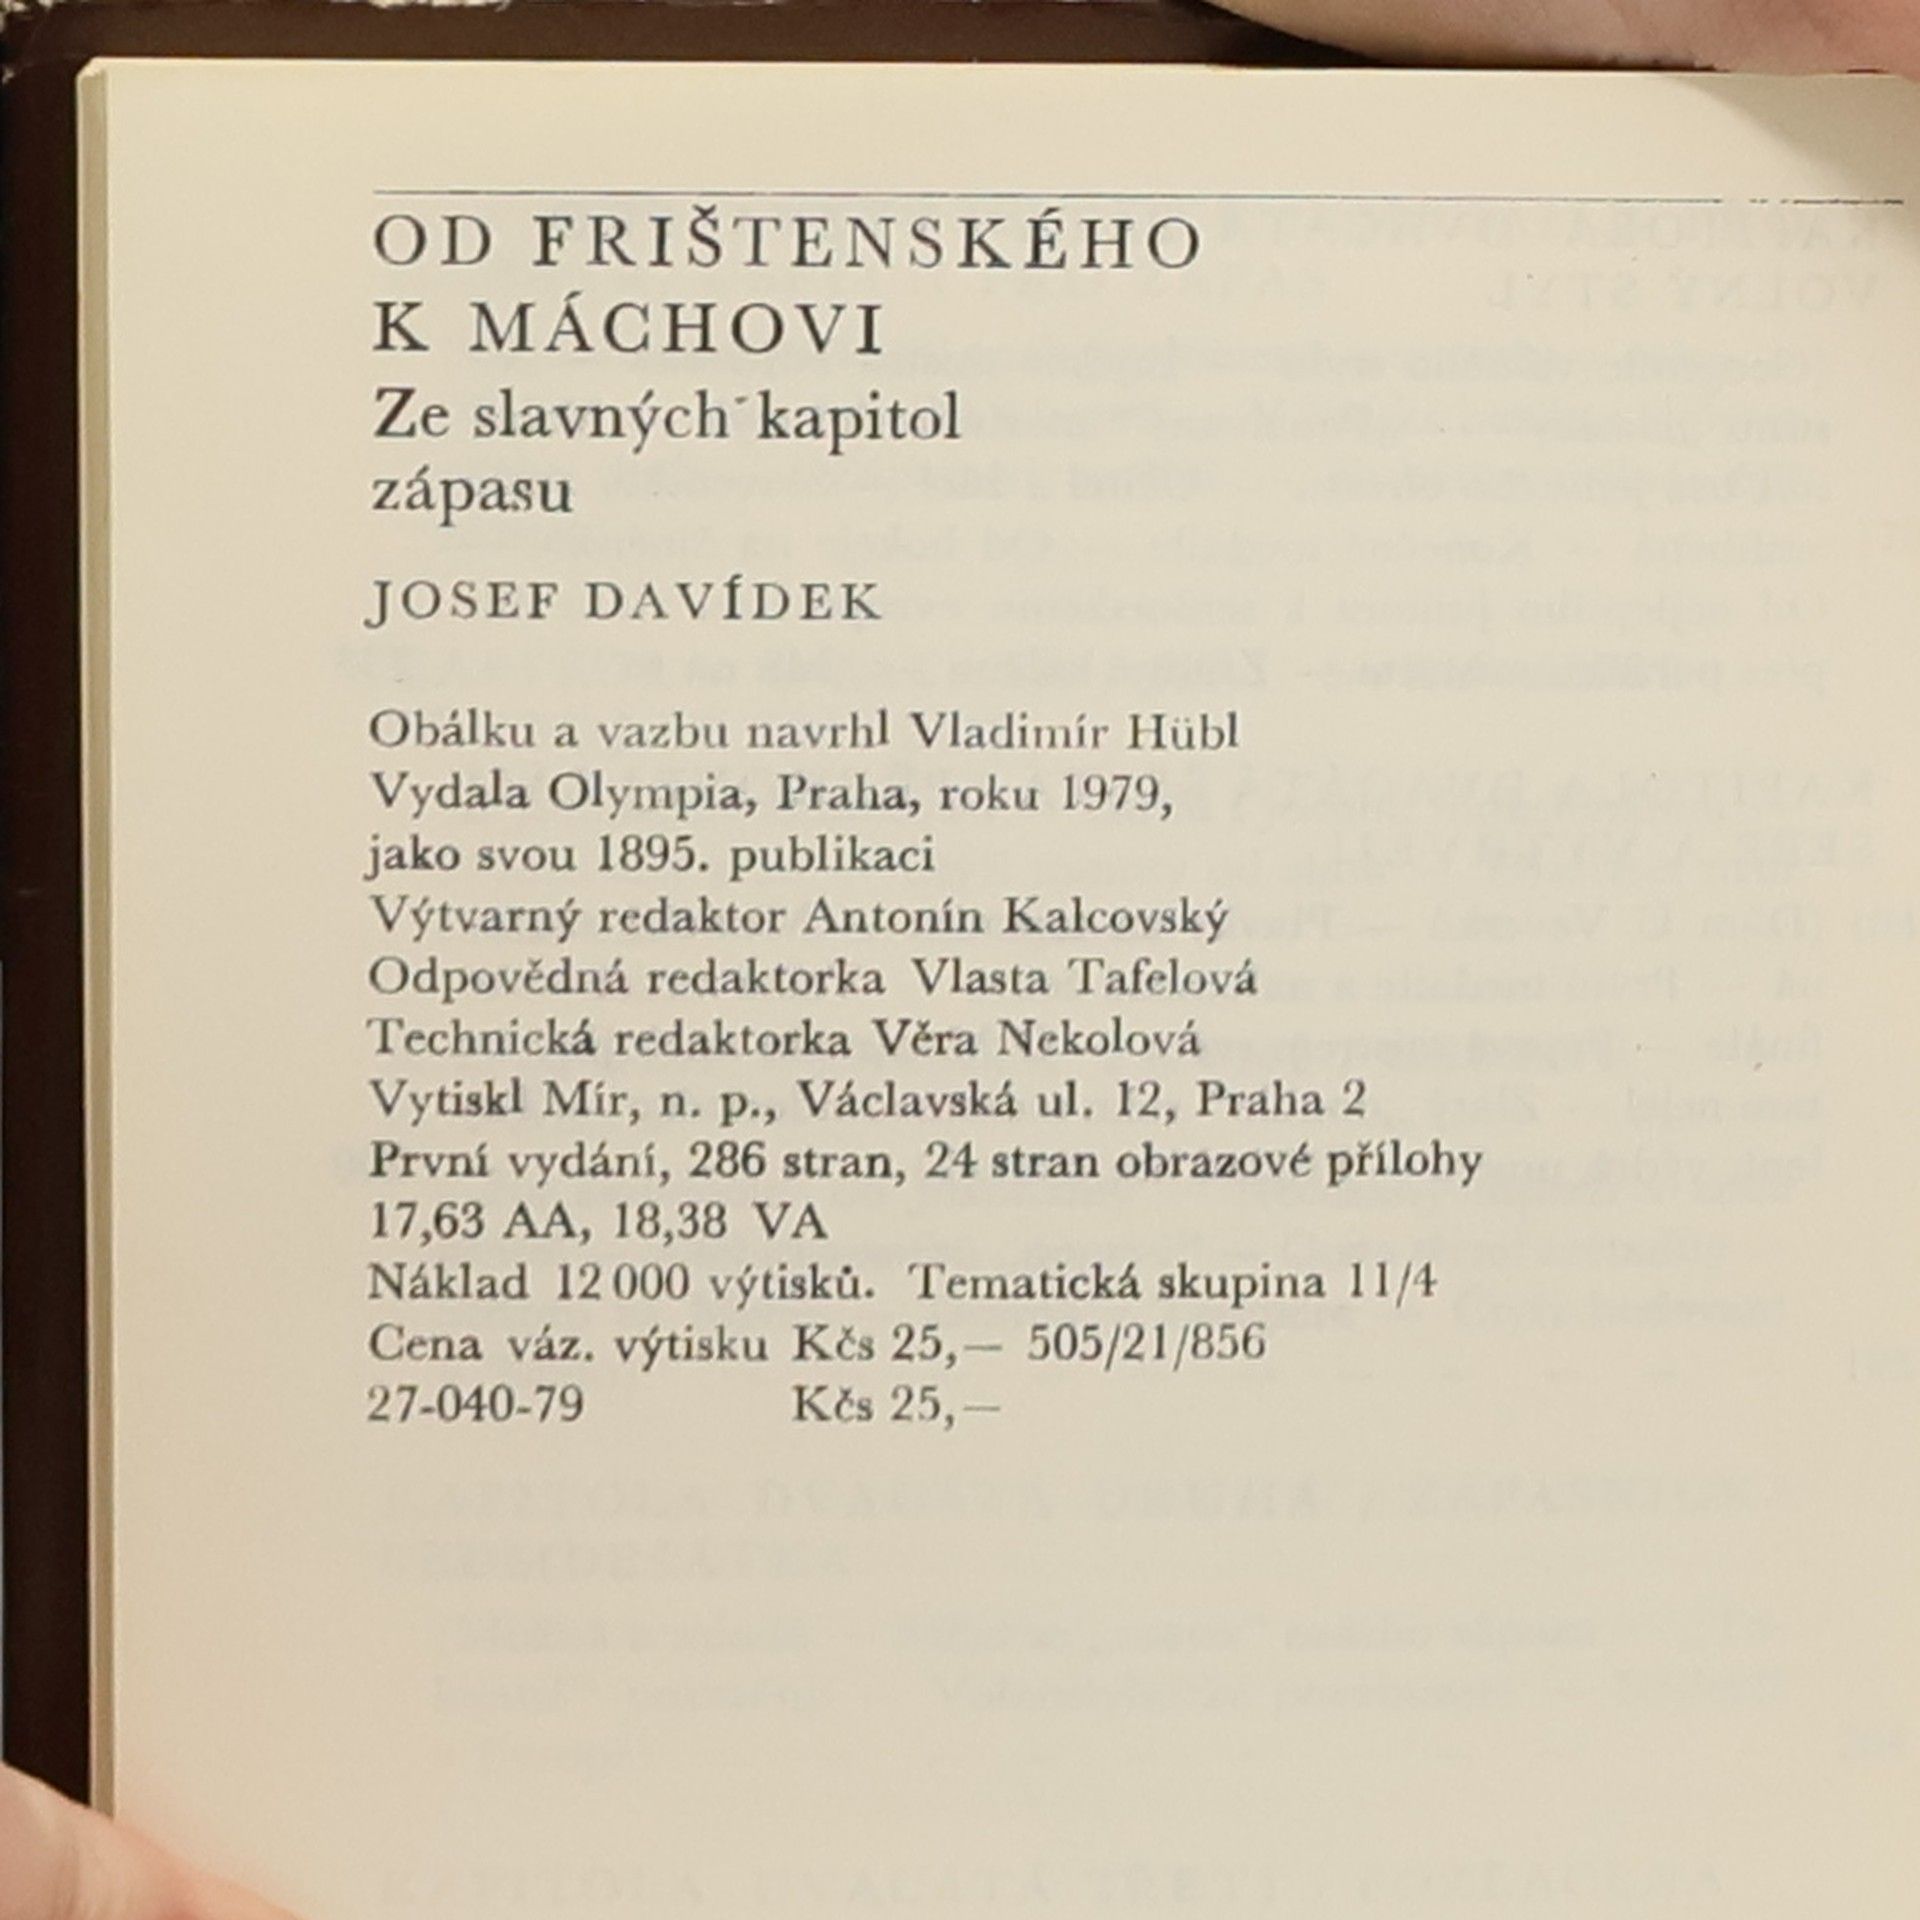 OD FRIŠTENSKÉHO
K MÁCHOVI
Ze slavných kapitol
zápasu
JOSEF DAVÍDEK
Obálku a vazbu navrhl Vladimír Hübl
Vydala Olympia, Praha, roku 1979,
jako svou 1895. publikaci
Výtvarný redaktor Antonín Kalcovský
Odpovědná redaktorka Vlasta Tafelová
Technická redaktorka Věra Nekolová
Vytiskl Mír, n. p., Václavská ul. 12, Praha 2
První vydání, 286 stran, 24 stran obrazové přílohy
17,63 AA, 18,38 VA
Náklad 12 000 výtisků. Tematická skupina 11/4
Cena váz. výtisku Kčs 25,— 505/21/856
27-040-79 Kčs 25,—